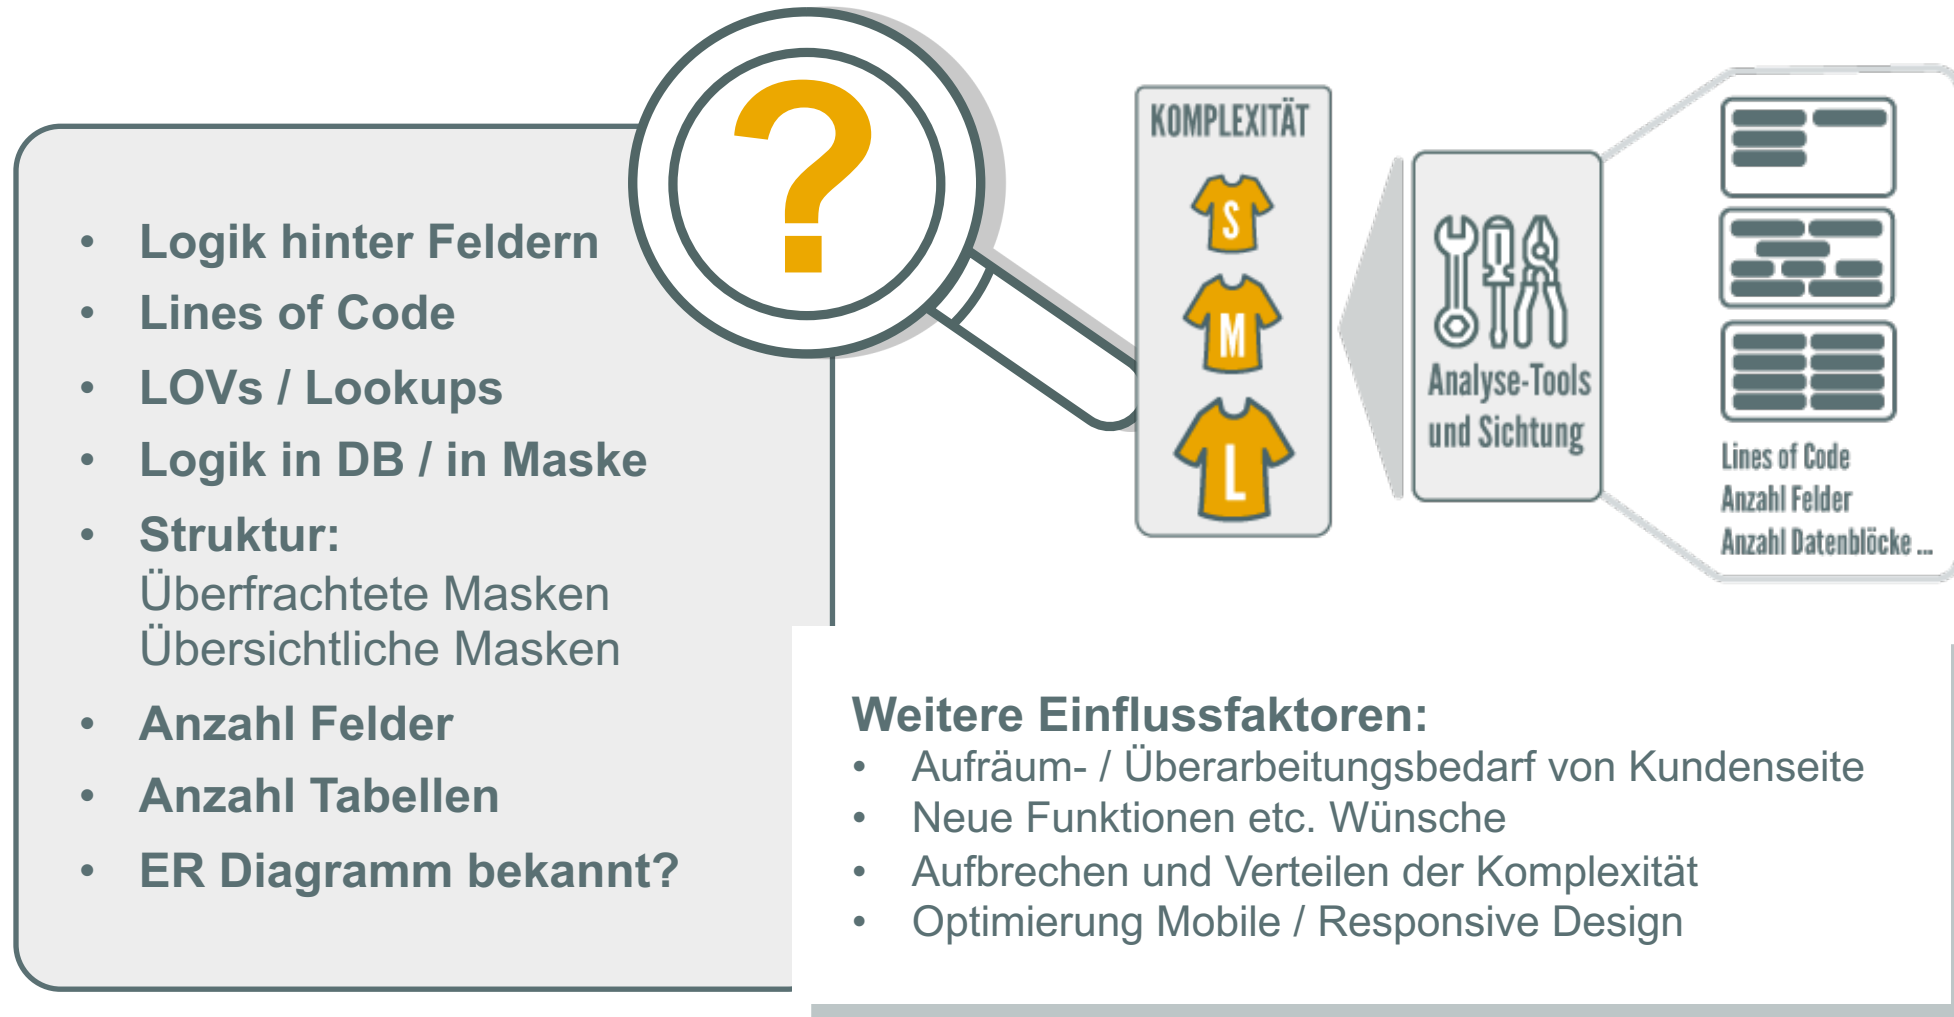 ?
• Logik hinter Feldern
• Lines of Code
• LOVs / Lookups
• Logik in DB / in Maske
• Struktur:
Überfrachtete Masken
Übersichtliche Masken
• Anzahl Felder
• Anzahl Tabellen
• ER Diagramm bekannt?
KOMPLEXITÄT
S
M
L
Analyse-Tools
und Sichtung
Lines of Code
Anzahl Felder
Anzahl Datenblöcke ...
Weitere Einflussfaktoren:
• Aufräum- / Überarbeitungsbedarf von Kundenseite
• Neue Funktionen etc. Wünsche
• Aufbrechen und Verteilen der Komplexität
• Optimierung Mobile / Responsive Design